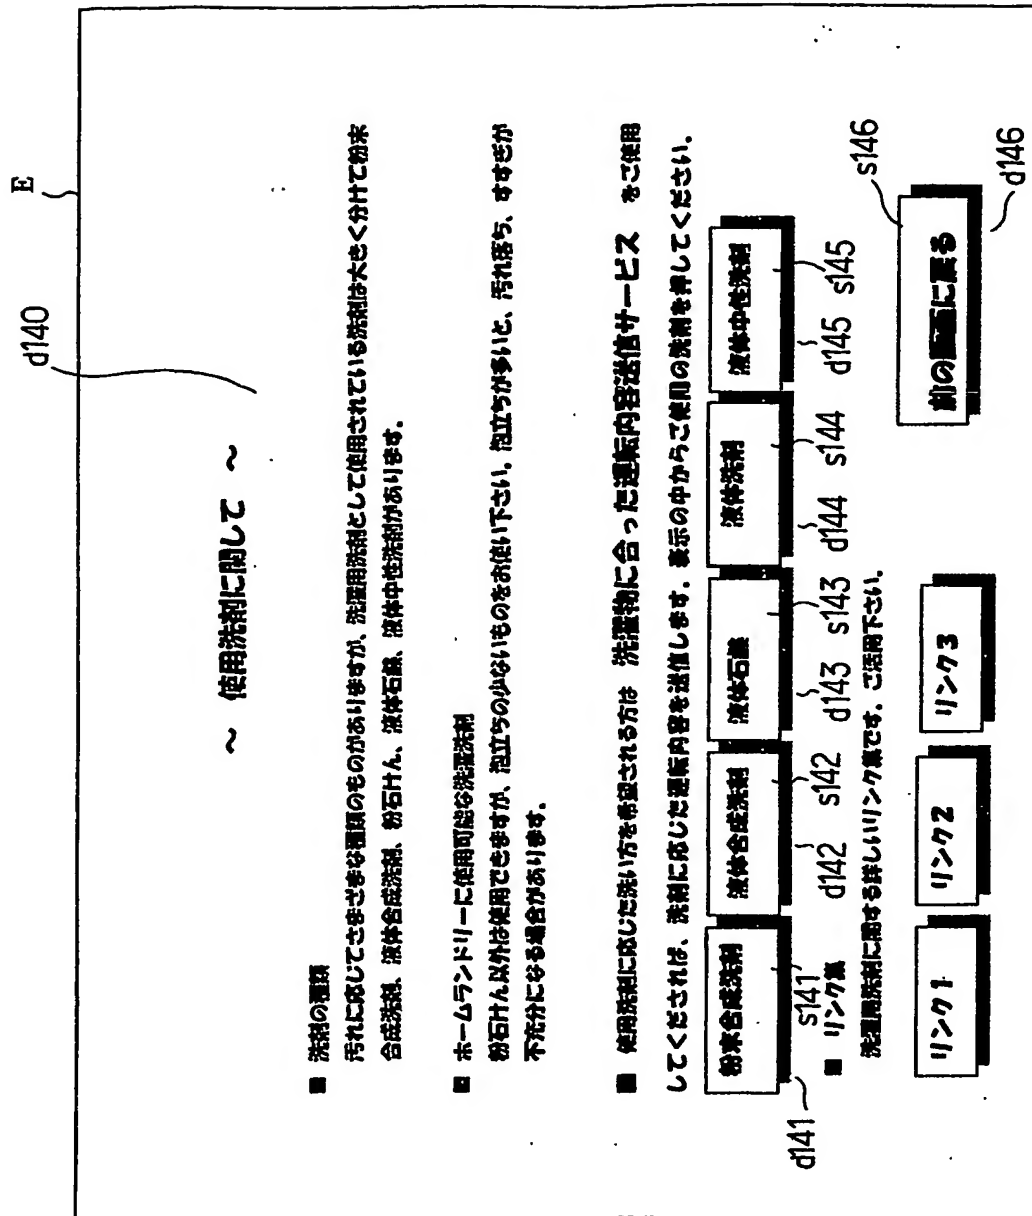 E
d140
～ 使用洗剤に関して ～
■ 洗剤の種類
汚れに応じてさまざまな種類のものがありますが、洗濯用洗剤として使用されている洗剤は大きく分けて粉末
合成洗剤、液体合成洗剤、粉石けん、液体石鹸、液体中性洗剤があります。
■ ホームランドリーに使用可能な洗濯洗剤
粉石けん以外は使用できますが、泡立ちの少ないものをお使い下さい。泡立ちが多いと、汚れ落ち、すすぎが
不充分になる場合があります。
■ 使用洗剤に応じた洗い方を希望される方は 洗濯物に合った運転内容送信サービス をご使用
してくだされば、洗剤に応じた運転内容を送信します。表示の中からご使用の洗剤を押してください。
粉末合成洗剤 液体合成洗剤 液体石鹸 液体洗剤 液体中性洗剤
d141 s141 d142 s142 d143 s143 d144 s144 d145 s145
■ リンク集
洗濯用洗剤に関する詳しいリンク集です。ご活用下さい。
リンク1 リンク2 リンク3 前の画面に戻る
s146
d146